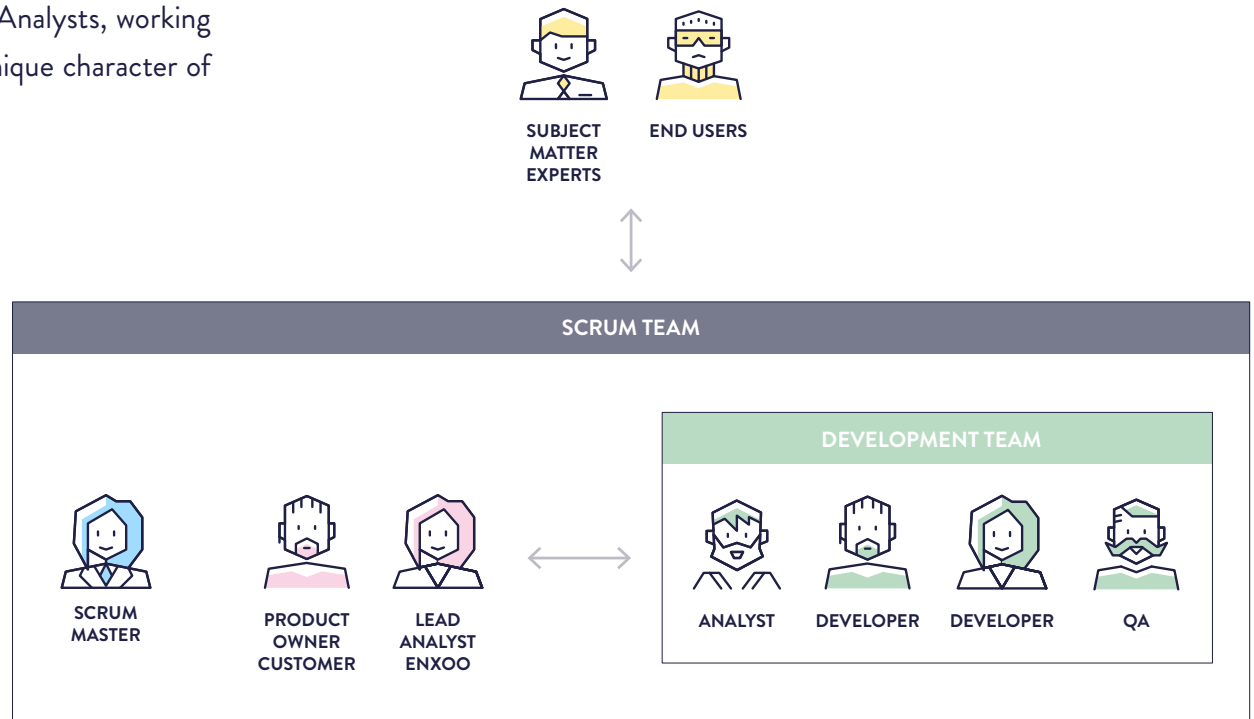 Analysts, working
character of
SUBJECT
MATTER
EXPERTS
END USERS
SCRUM TEAM
DEVELOPMENT TEAM
SCRUM
MASTER
PRODUCT
OWNER
CUSTOMER
LEAD
ANALYST
ENXOO
ANALYST
DEVELOPER
DEVELOPER
QA